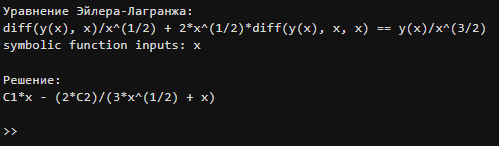 Уравнение Эйлера-Лагранжа:
diff(y(x), x)/x^(1/2) + 2*x^(1/2)*diff(y(x), x, x) == y(x)/x^(3/2)
symbolic function inputs: x
Решение:
C1*x - (2*C2)/(3*x^(1/2) + x)
>>